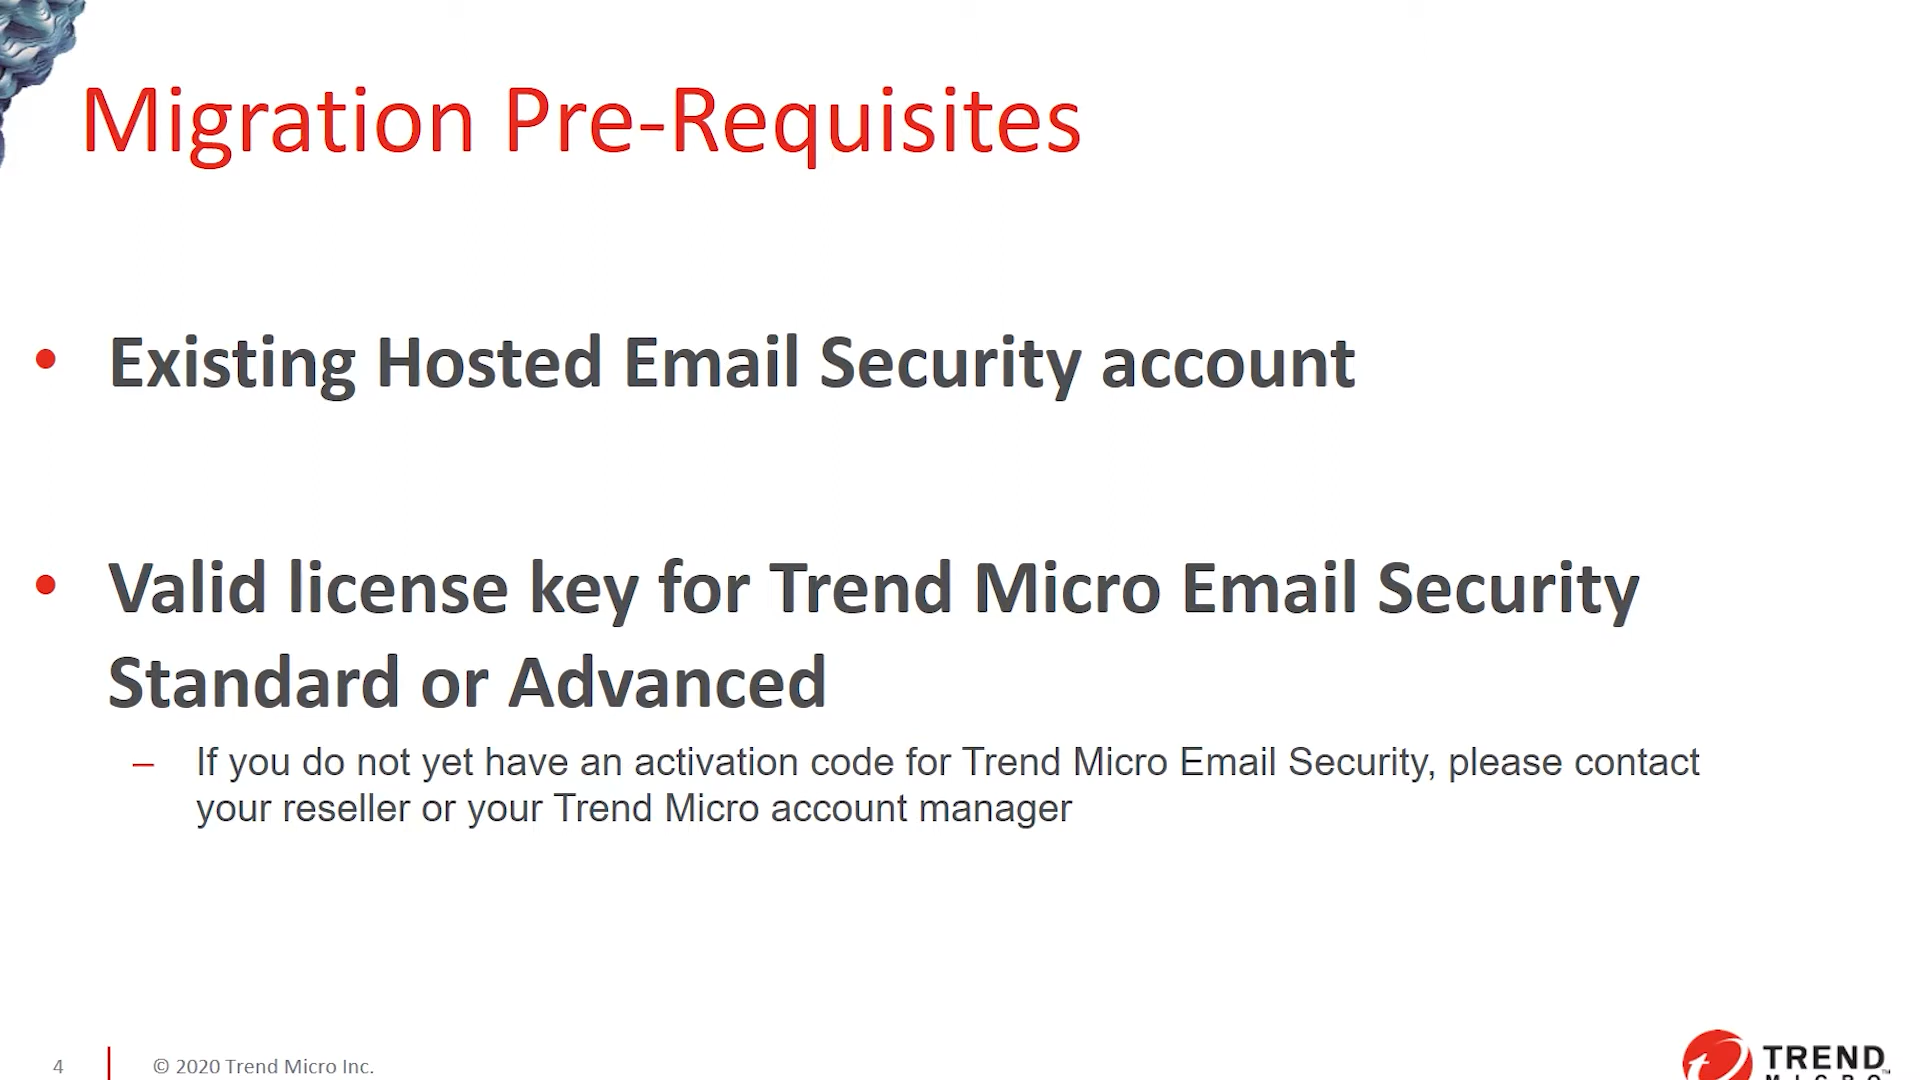 Migration Pre-Requisites
• Existing Hosted Email Security account
• Valid license key for Trend Micro Email Security
Standard or Advanced
– If you do not yet have an activation code for Trend Micro Email Security, please contact
your reseller or your Trend Micro account manager
4
© 2020 Trend Micro Inc.
TREND
MICRO™